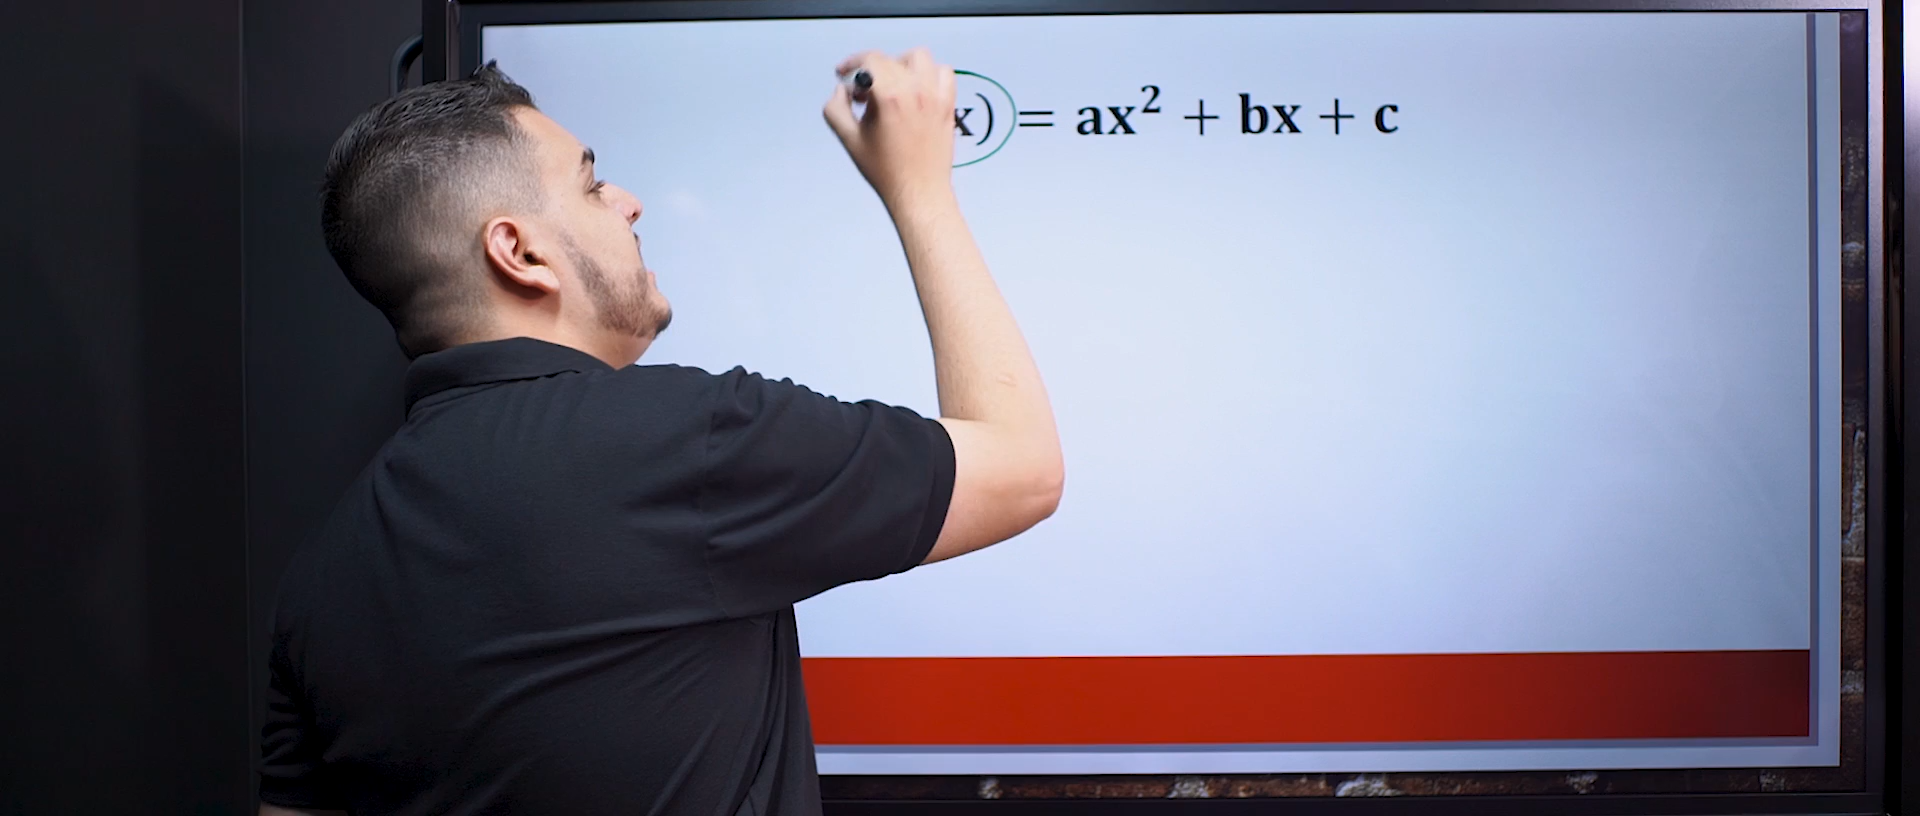 x) = ax² + bx + c